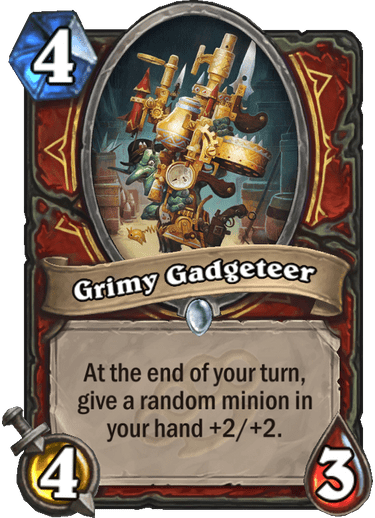 4
Grimy Gadgeteer
At the end of your turn,
give a random minion in
your hand +2/+2.
4
3